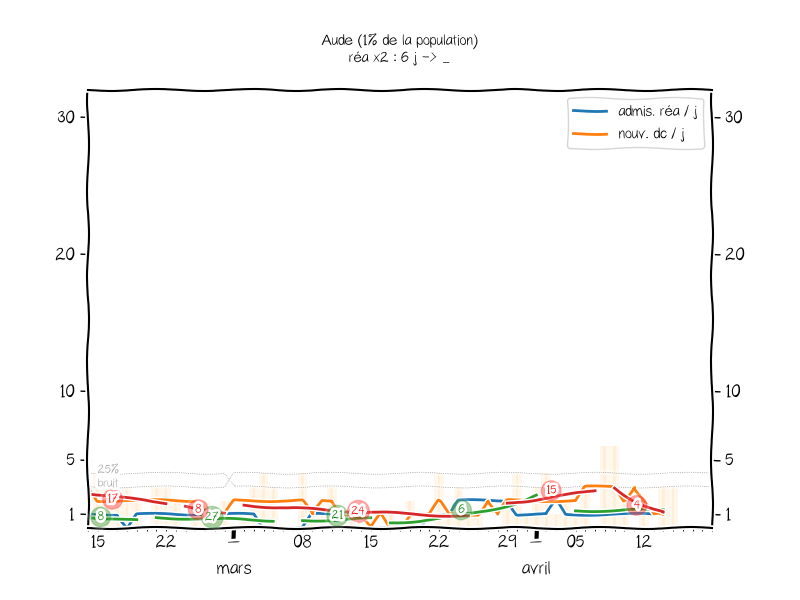 Aude (1% de la population)
réa x2 : 6 j -> _
admis. réa / j
nouv. dc / j
30 30
20 20
10 10
5 5
1 1
25%
bruit
17 8 8 27 21 24 6 15 4
15 22 08 15 22 29 05 12
mars avril